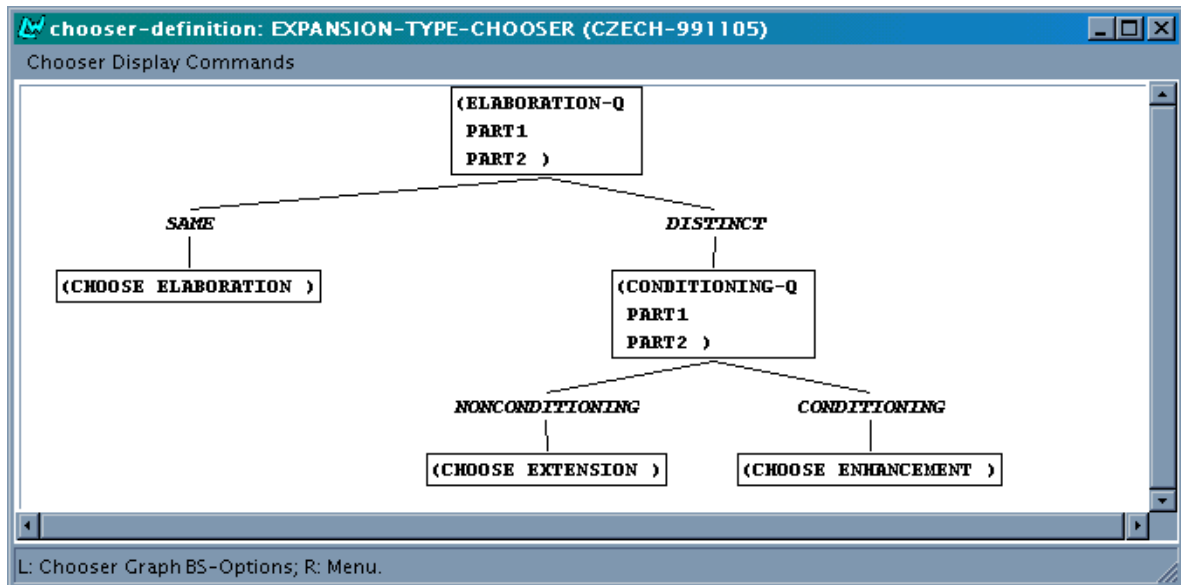 chooser-definition: EXPANSION-TYPE-CHOOSER (CZECH-991105)
Chooser Display Commands
(ELABORATION-Q
PART1
PART2 )
SAME
DISTINCT
(CHOOSE ELABORATION )
(CONDITIONING-Q
PART1
PART2 )
NONCONDITIONING
CONDITIONING
(CHOOSE EXTENSION )
(CHOOSE ENHANCEMENT )
L: Chooser Graph BS-Options; R: Menu.